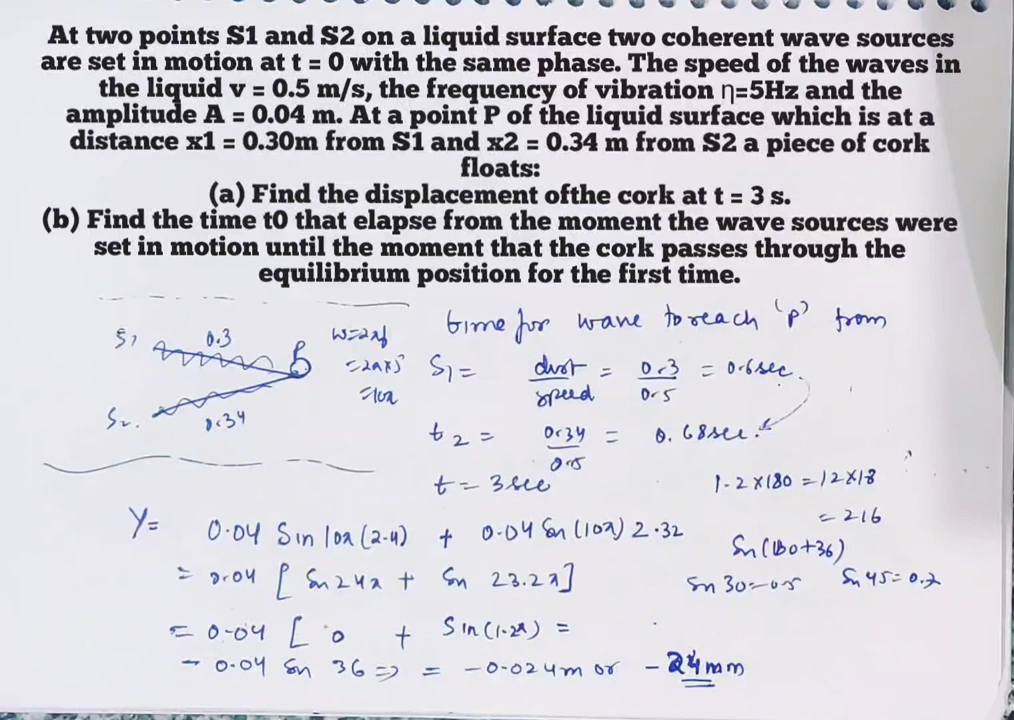 At two points S1 and S2 on a liquid surface two coherent wave sources
are set in motion at t = 0 with the same phase. The speed of the waves in
the liquid v = 0.5 m/s, the frequency of vibration η=5Hz and the
amplitude A = 0.04 m. At a point P of the liquid surface which is at a
distance x1 = 0.30m from S1 and x2 = 0.34 m from S2 a piece of cork
floats:
(a) Find the displacement ofthe cork at t = 3 s.
(b) Find the time t0 that elapse from the moment the wave sources were
set in motion until the moment that the cork passes through the
equilibrium position for the first time.
time for wave to reach 'P' from
S1 0.3 P W=2πf
=2π×5
=10π
S2. 0.34
S1 = dist/speed = 0.3/0.5 = 0.6sec.
t2 = 0.34/0.5 = 0.68sec.
t = 3 sec
1.2 × 180 = 12×18
= 216
Y= 0.04 Sin 10π (2.4) + 0.04 Sin (10π) 2.32
Sin (180+36)
= 0.04 [ Sin 24π + Sin 23.2π]
Sin 30=0.5 Sin 45=0.7
= 0.04 [ 0 + Sin (1.2π) =
- 0.04 Sin 36 => = -0.024m or -24mm